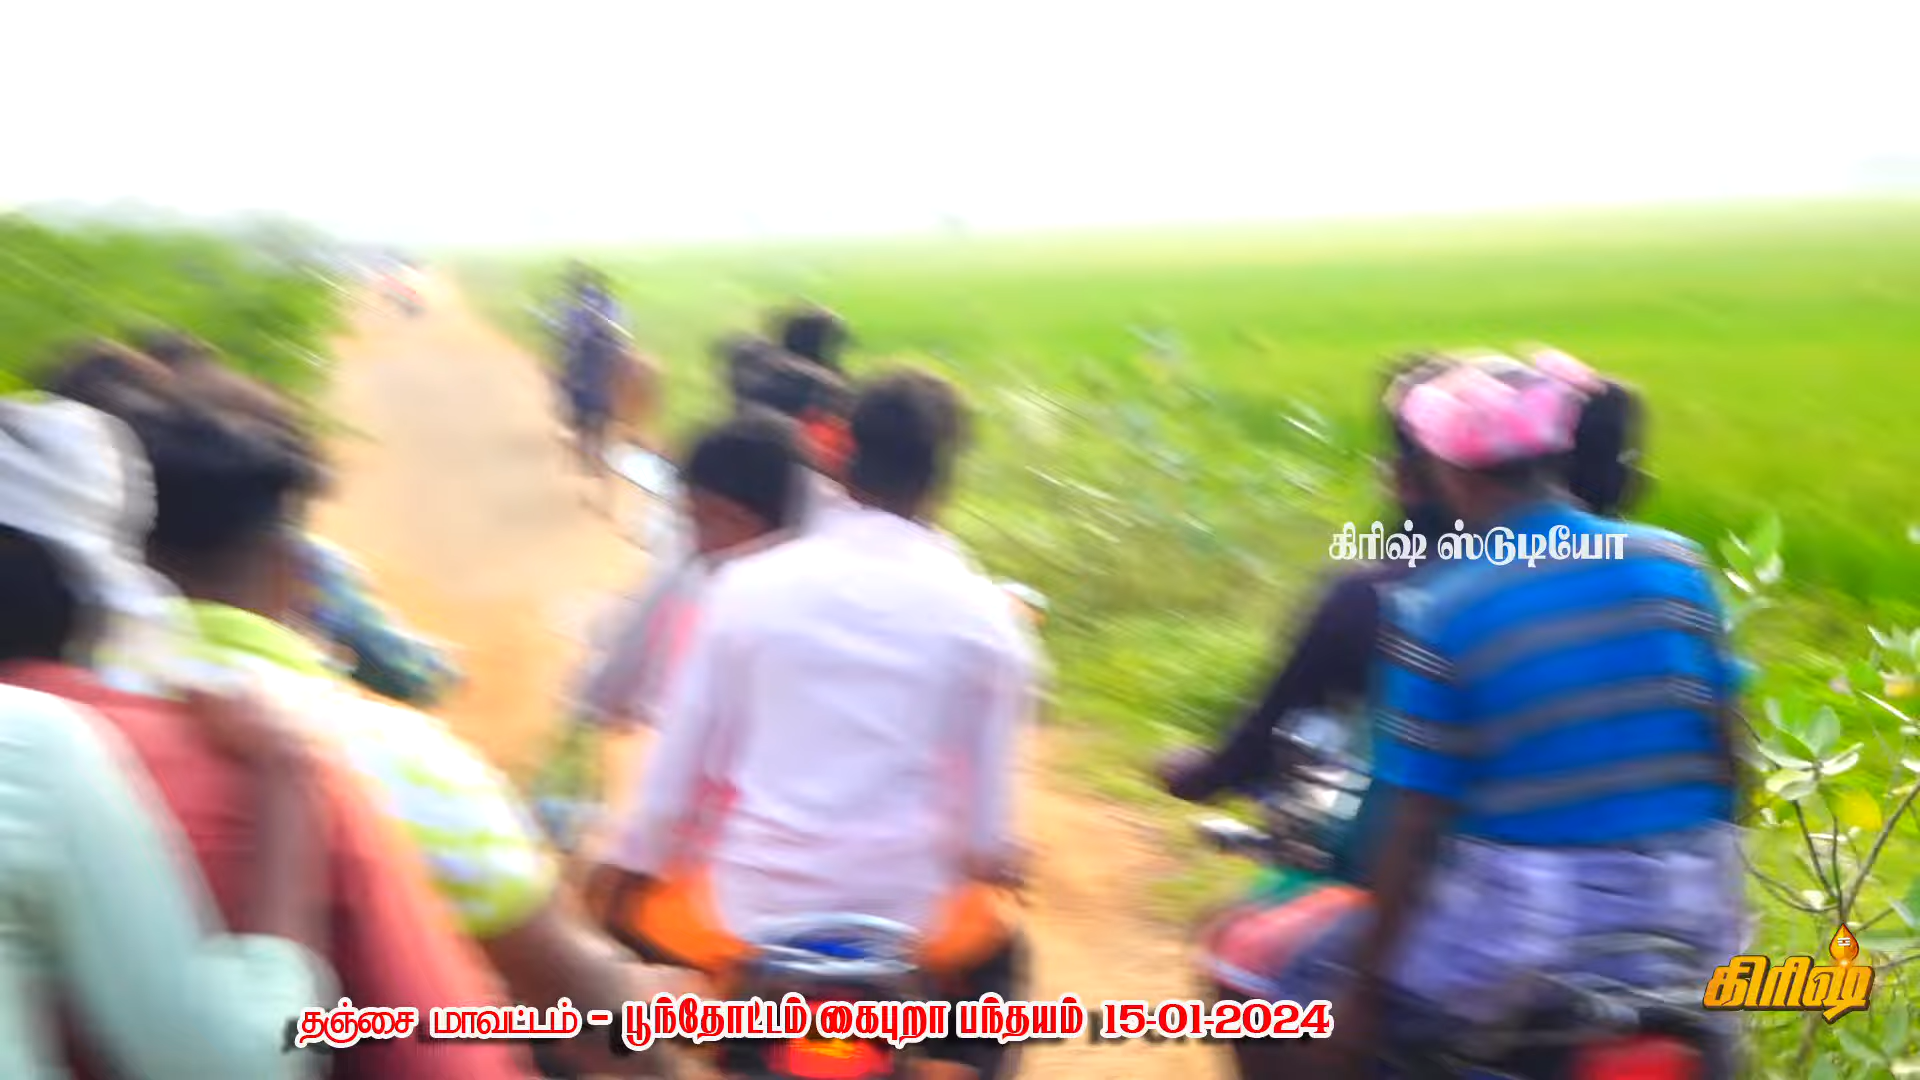 கிரிஷ் ஸ்டுடியோ
கிரிஷ்
தஞ்சை மாவட்டம் - பூந்தோட்டம் கைபுறா பந்தயம் 15-01-2024